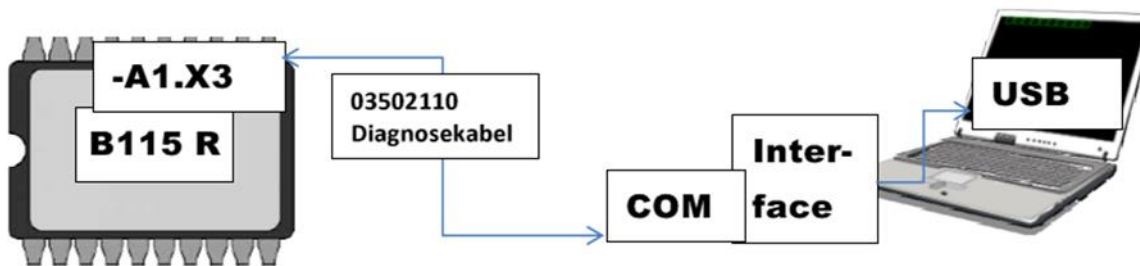 -A1.X3
B115 R
03502110
Diagnosekabel
COM
Inter-
face
USB